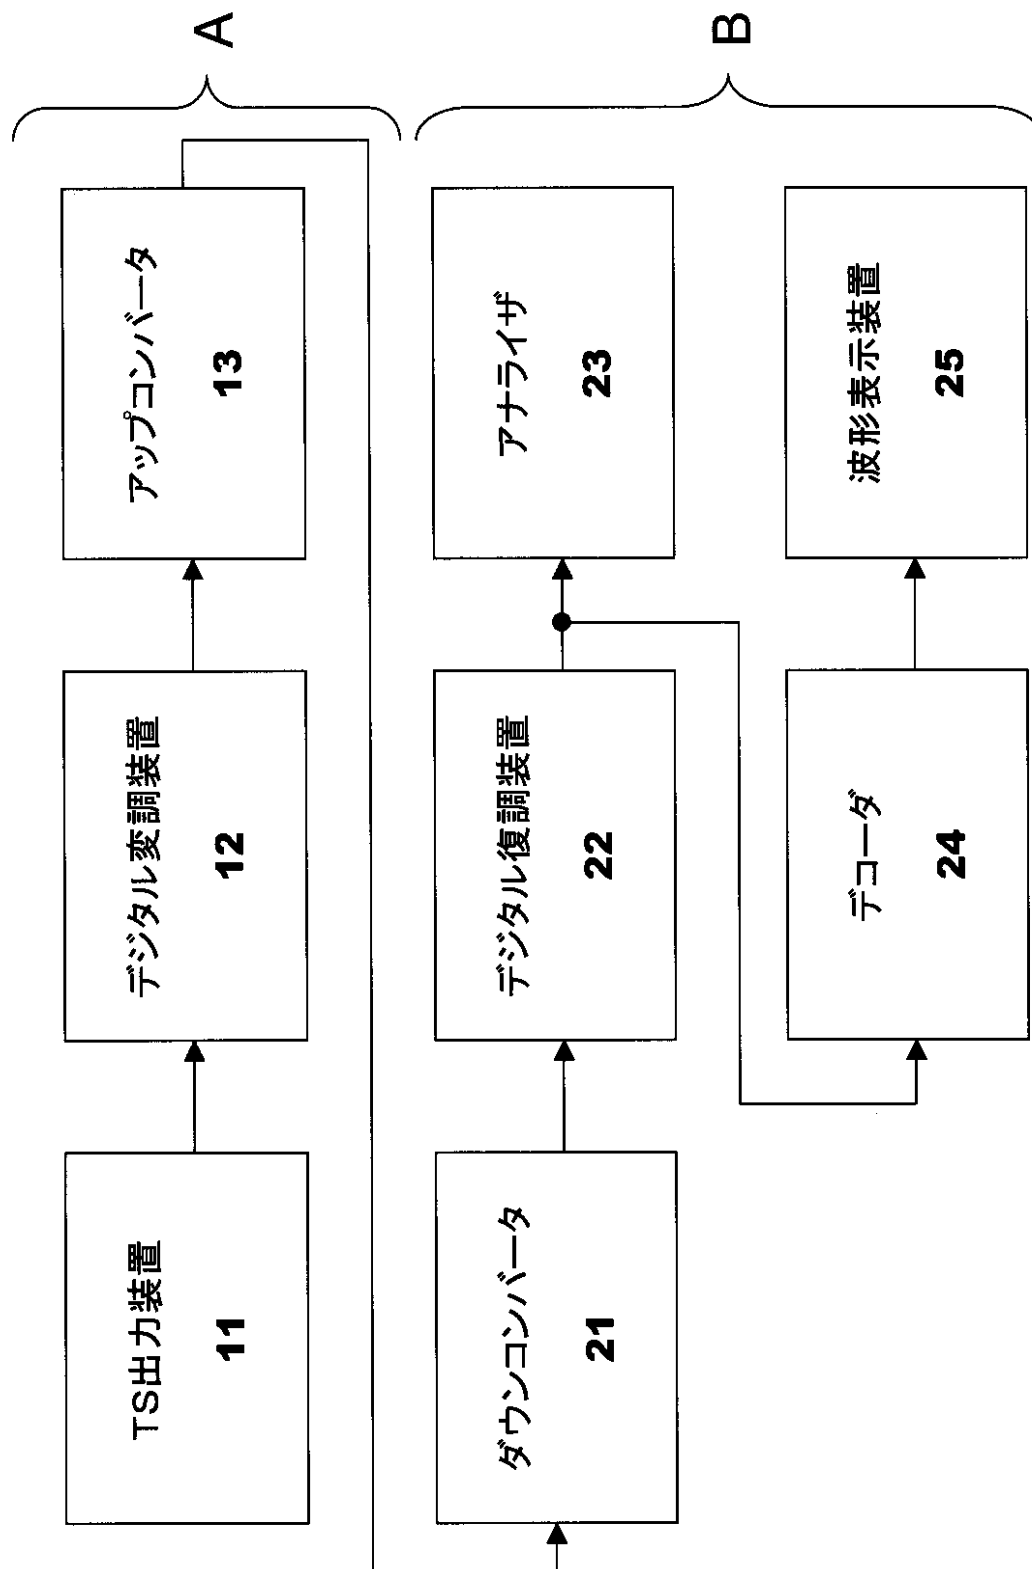 TS出力装置
11
デジタル変調装置
12
アップコンバータ
13
A
ダウンコンバータ
21
デジタル復調装置
22
アナライザ
23
デコーダ
24
波形表示装置
25
B